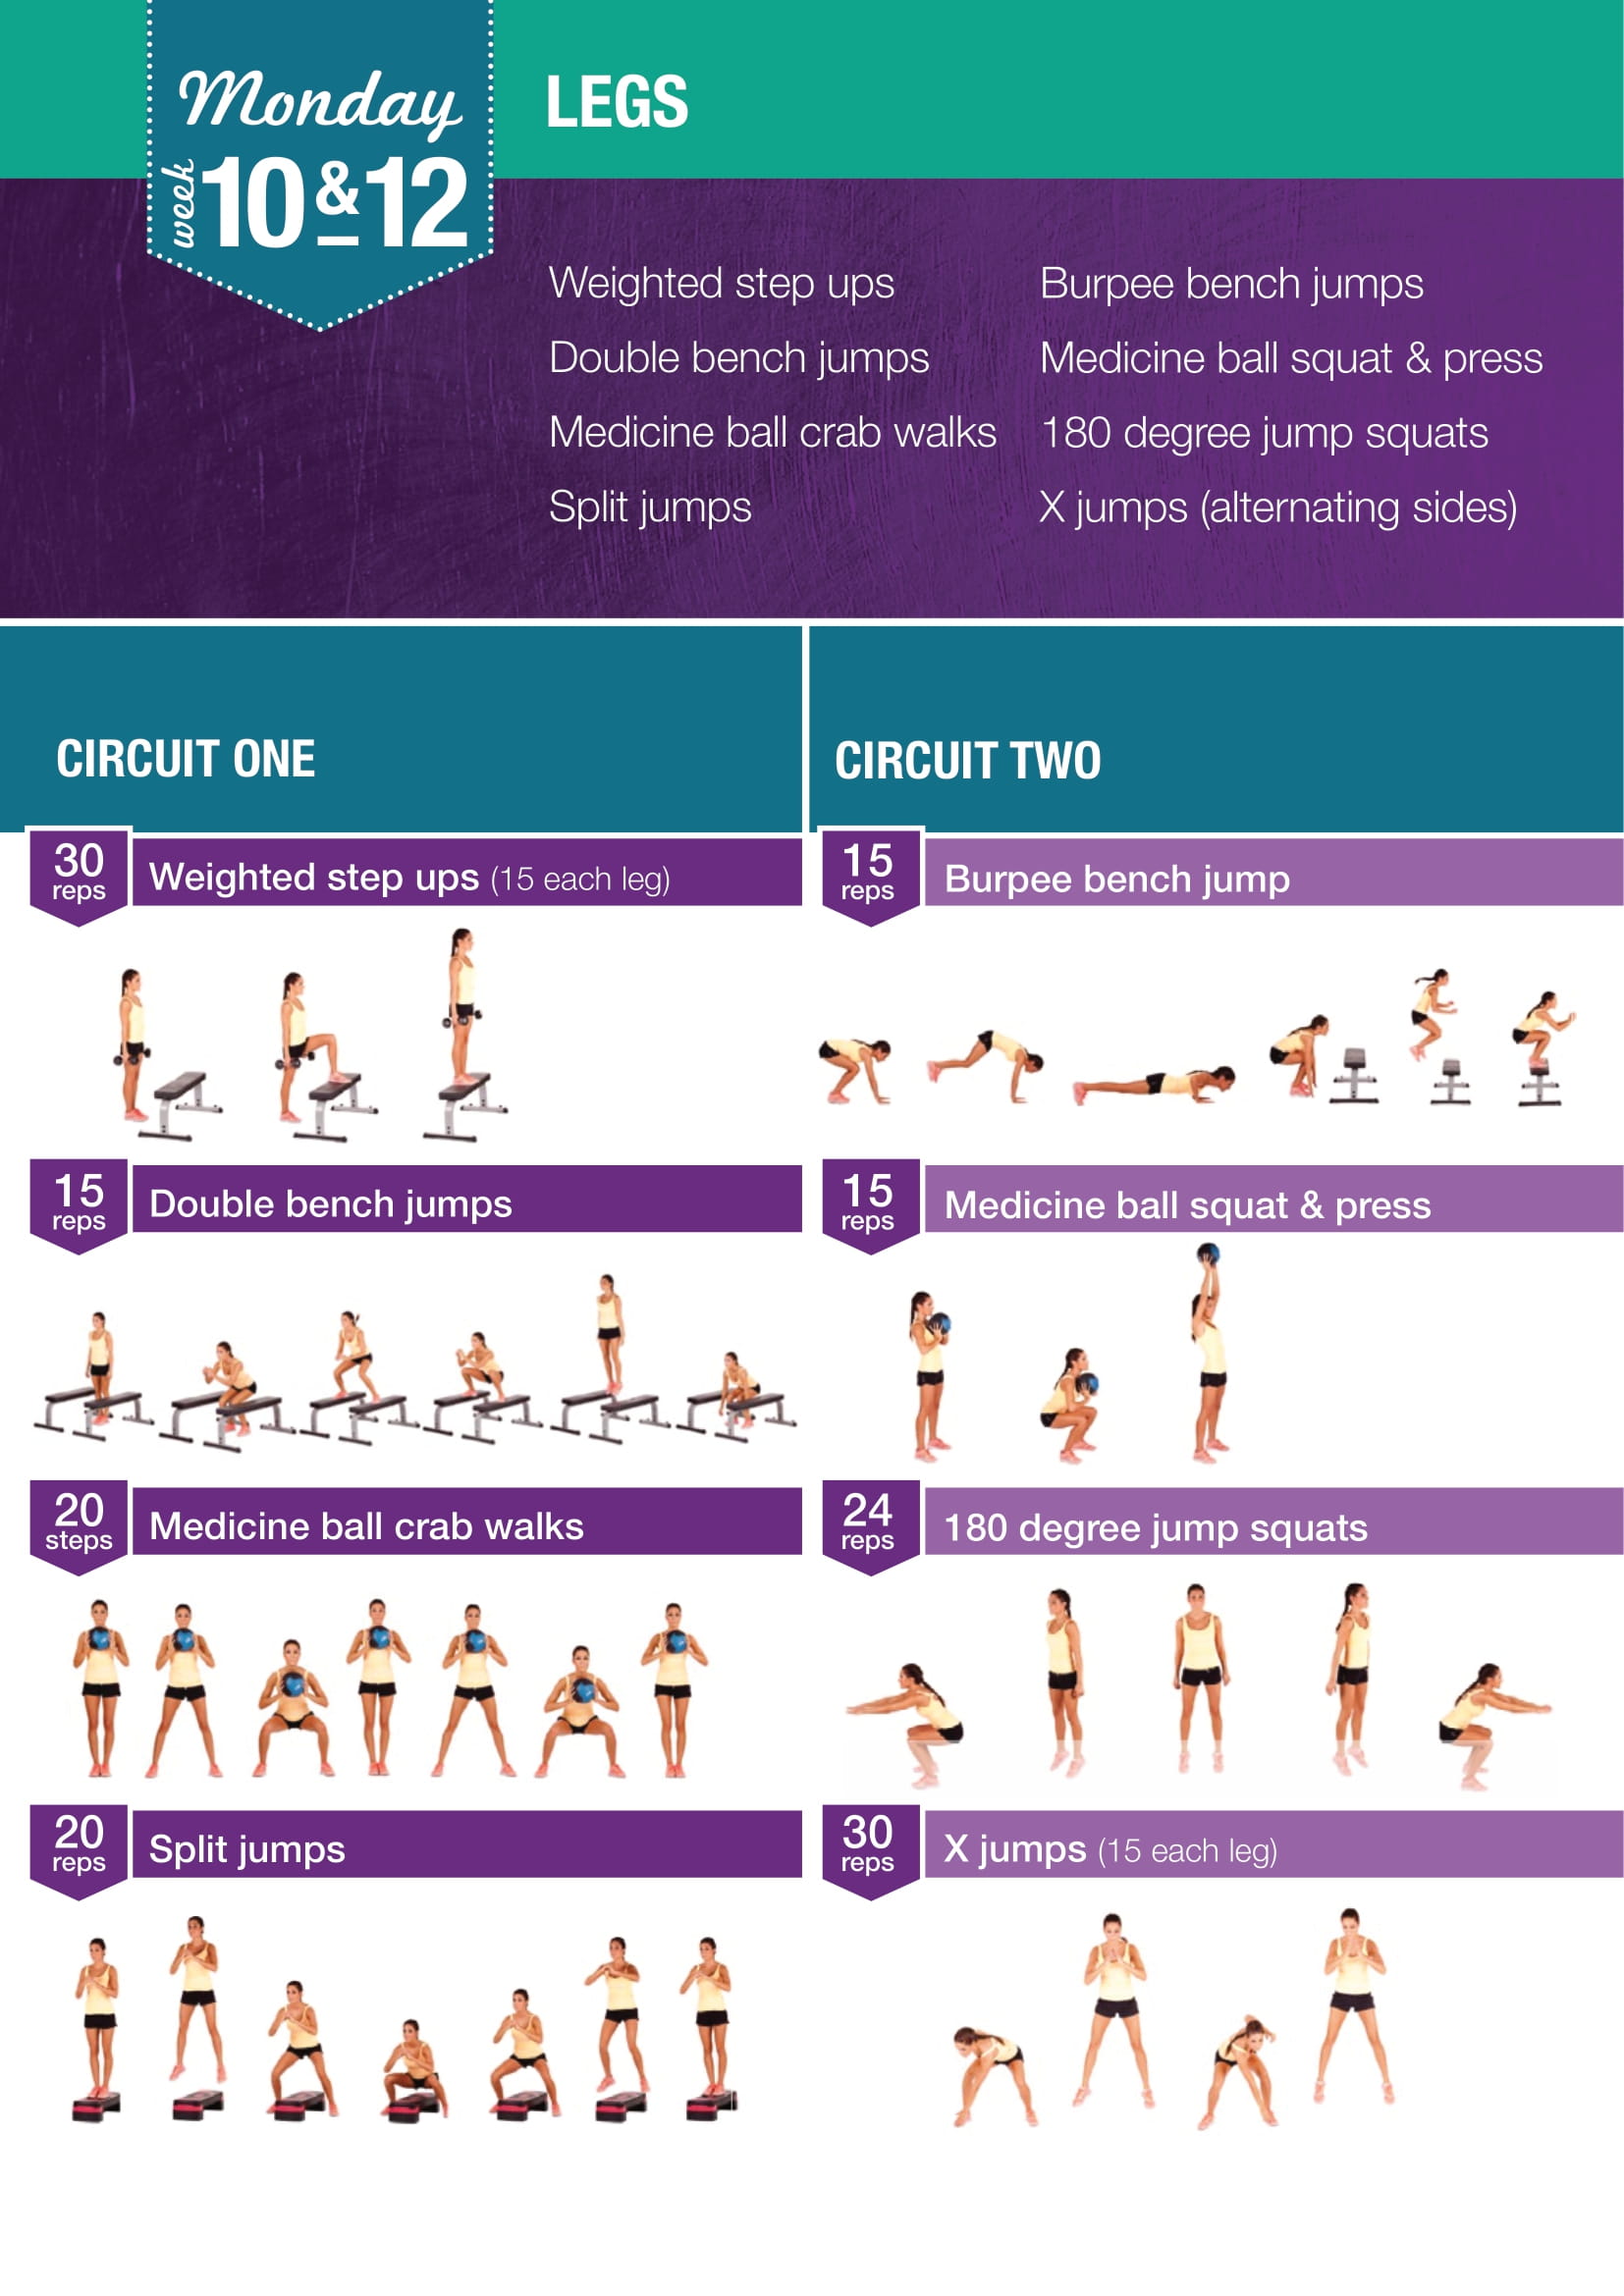 Monday
week 10 & 12
LEGS
Weighted step ups
Double bench jumps
Medicine ball crab walks
Split jumps
Burpee bench jumps
Medicine ball squat & press
180 degree jump squats
X jumps (alternating sides)
CIRCUIT ONE
30 reps
Weighted step ups (15 each leg)
15 reps
Double bench jumps
20 steps
Medicine ball crab walks
20 reps
Split jumps
CIRCUIT TWO
15 reps
Burpee bench jump
15 reps
Medicine ball squat & press
24 reps
180 degree jump squats
30 reps
X jumps (15 each leg)